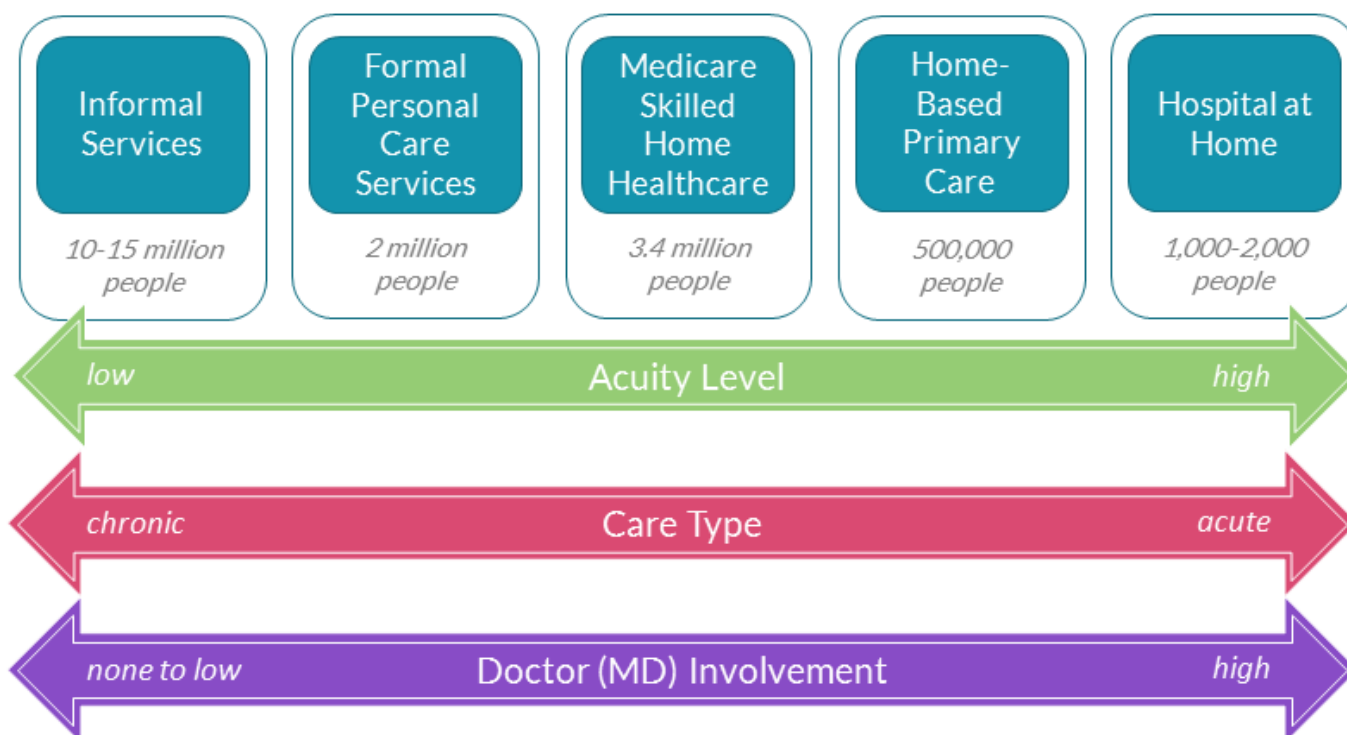 Informal
Services
10-15 million
people
Formal
Personal
Care
Services
2 million
people
Medicare
Skilled
Home
Healthcare
3.4 million
people
Home-
Based
Primary
Care
500,000
people
Hospital at
Home
1,000-2,000
people
low Acuity Level high
chronic Care Type acute
none to low Doctor (MD) Involvement high